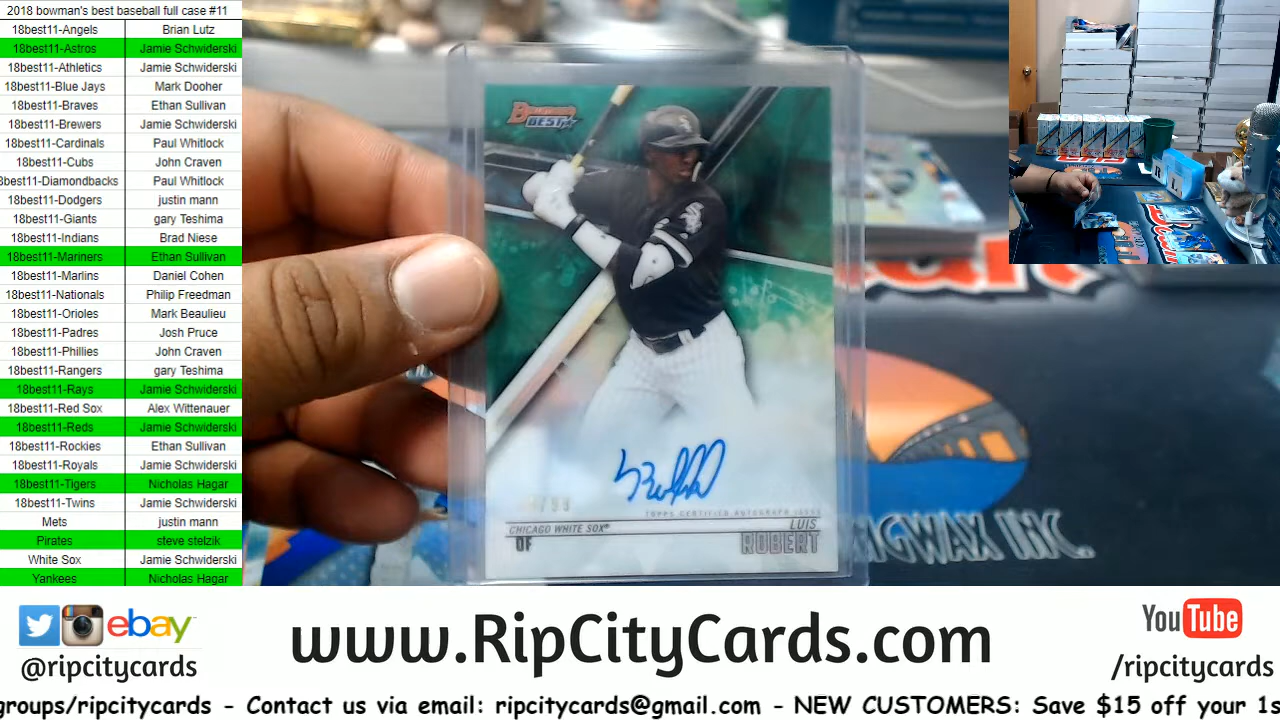 2018 bowman's best baseball full case #11
18best11-Angels Brian Lutz
18best11-Astros Jamie Schwiderski
18best11-Athletics Jamie Schwiderski
18best11-Blue Jays Mark Dooher
18best11-Braves Ethan Sullivan
18best11-Brewers Jamie Schwiderski
18best11-Cardinals Paul Whitlock
18best11-Cubs John Craven
8best11-Diamondbacks Paul Whitlock
18best11-Dodgers justin mann
18best11-Giants gary Teshima
18best11-Indians Brad Niese
18best11-Mariners Ethan Sullivan
18best11-Marlins Daniel Cohen
18best11-Nationals Philip Freedman
18best11-Orioles Mark Beaulieu
18best11-Padres Josh Pruce
18best11-Phillies John Craven
18best11-Rangers gary Teshima
18best11-Rays Jamie Schwiderski
18best11-Red Sox Alex Wittenauer
18best11-Reds Jamie Schwiderski
18best11-Rockies Ethan Sullivan
18best11-Royals Jamie Schwiderski
18best11-Tigers Nicholas Hagar
18best11-Twins Jamie Schwiderski
Mets justin mann
Pirates steve stelzik
White Sox Jamie Schwiderski
Yankees Nicholas Hagar
BOWMAN'S
BEST
TOPPS CERTIFIED AUTOGRAPH ISSUE
CHICAGO WHITE SOX® LUIS
OF ROBERT
INC.
ebay
@ripcitycards
www.RipCityCards.com
YouTube
/ripcitycards
groups/ripcitycards - Contact us via email: ripcitycards@gmail.com - NEW CUSTOMERS: Save $15 off your 1s